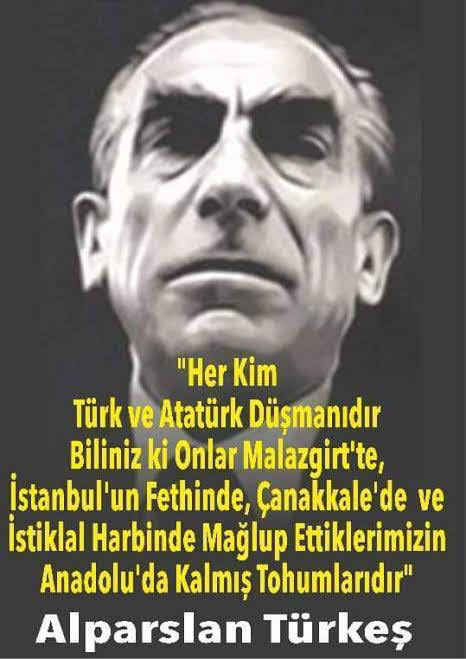 "Her Kim
Türk ve Atatürk Düşmanıdır
Biliniz ki Onlar Malazgirt'te,
İstanbul'un Fethinde, Çanakkale'de ve
İstiklal Harbinde Mağlup Ettiklerimizin
Anadolu'da Kalmış Tohumlarıdır"
Alparslan Türkeş